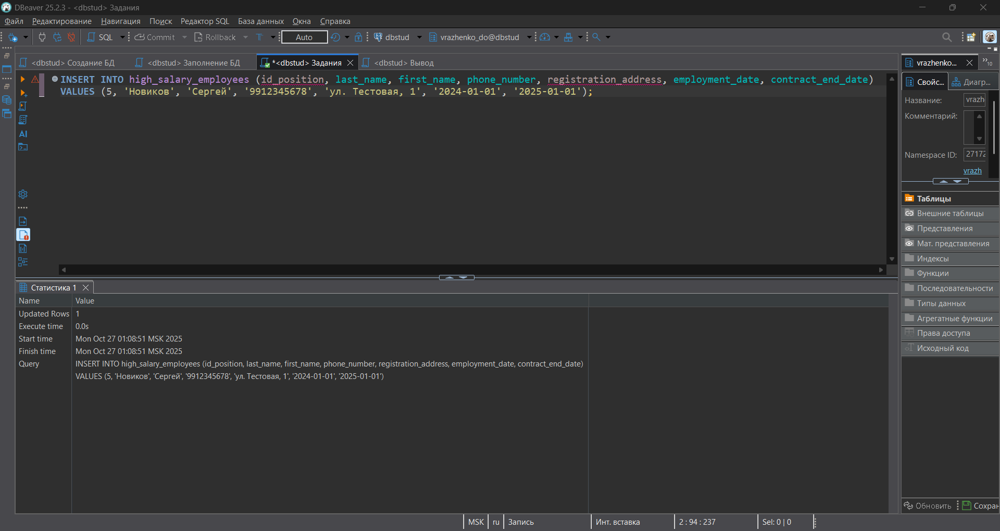 DBeaver 25.2.3 - <dbstud> Задания
Файл Редактирование Навигация Поиск Редактор SQL База данных Окна Справка
SQL Commit Rollback T Auto dbstud vrazhenko_do@dbstud
<dbstud> Создание БД <dbstud> Заполнение БД *<dbstud> Задания <dbstud> Вывод
INSERT INTO high_salary_employees (id_position, last_name, first_name, phone_number, registration_address, employment_date, contract_end_date)
VALUES (5, 'Новиков', 'Сергей', '9912345678', 'ул. Тестовая, 1', '2024-01-01', '2025-01-01');
AI
Статистика 1
Name Value
Updated Rows 1
Execute time 0.0s
Start time Mon Oct 27 01:08:51 MSK 2025
Finish time Mon Oct 27 01:08:51 MSK 2025
Query INSERT INTO high_salary_employees (id_position, last_name, first_name, phone_number, registration_address, employment_date, contract_end_date)
VALUES (5, 'Новиков', 'Сергей', '9912345678', 'ул. Тестовая, 1', '2024-01-01', '2025-01-01')
vrazhenko... »10
Свойс... Диагр...
Название: vrazh
Комментарий:
Namespace ID: 27172
vrazh
Таблицы
Внешние таблицы
Представления
Мат. представления
Индексы
Функции
Последовательности
Типы данных
Агрегатные функции
Права доступа
Исходный код
Обновить Сохран
MSK ru Запись Инт. вставка 2 : 94 : 237 Sel: 0 | 0